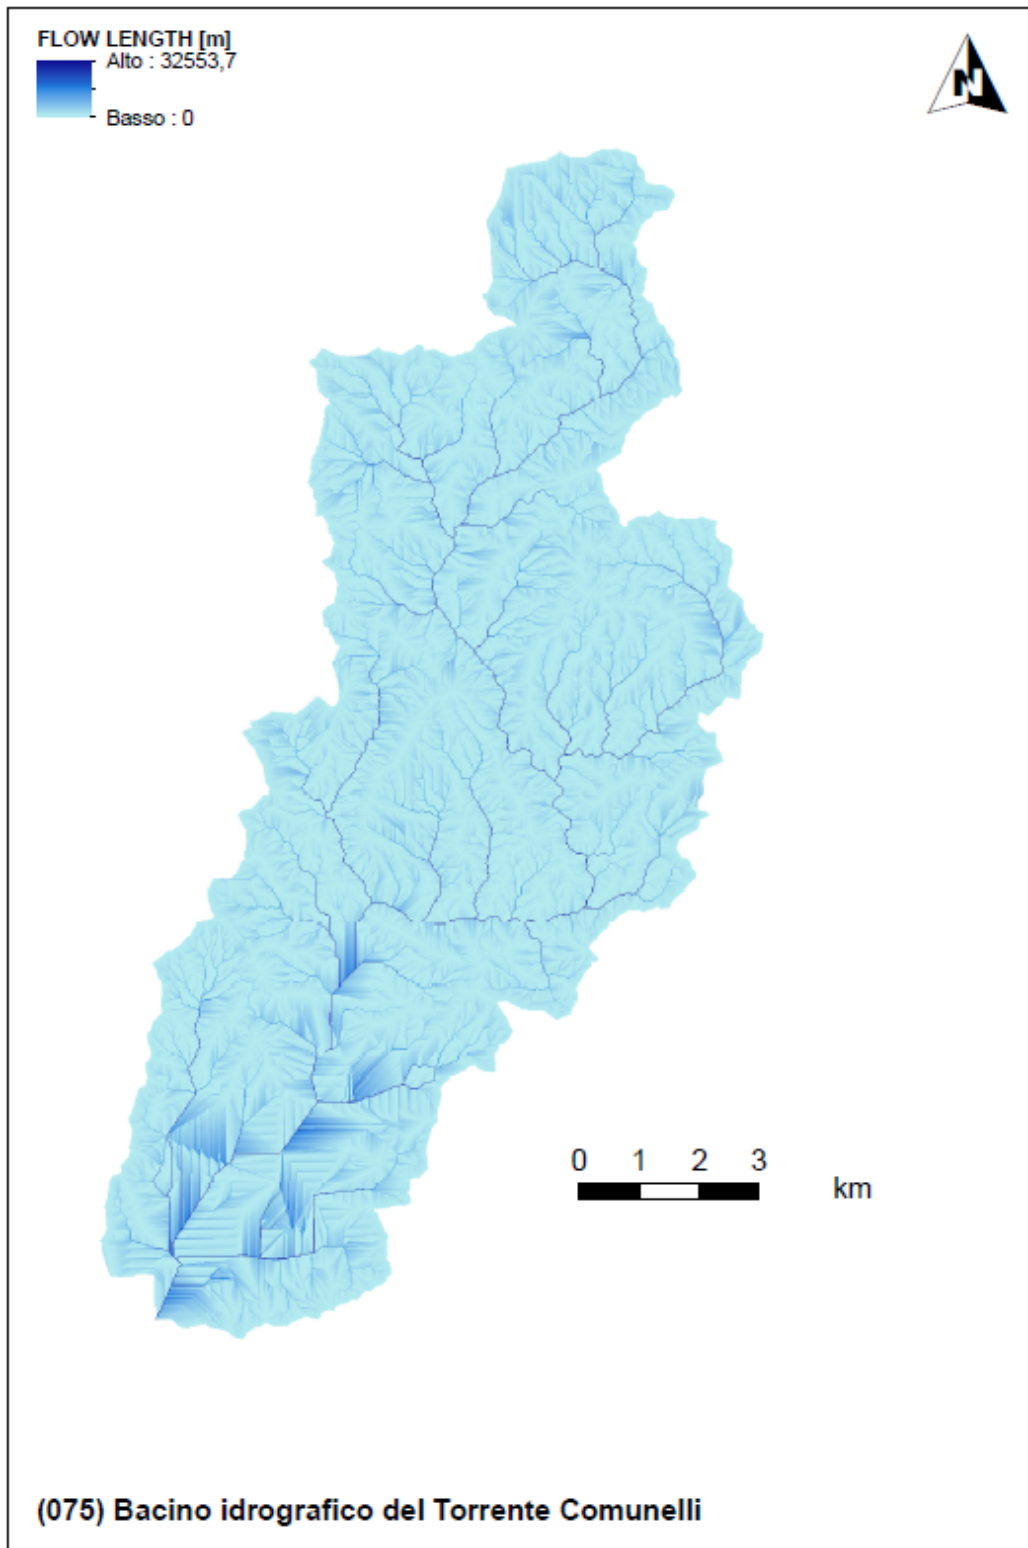 FLOW LENGTH [m]
Alto : 32553,7
Basso : 0
N
0 1 2 3
km
(075) Bacino idrografico del Torrente Comunelli